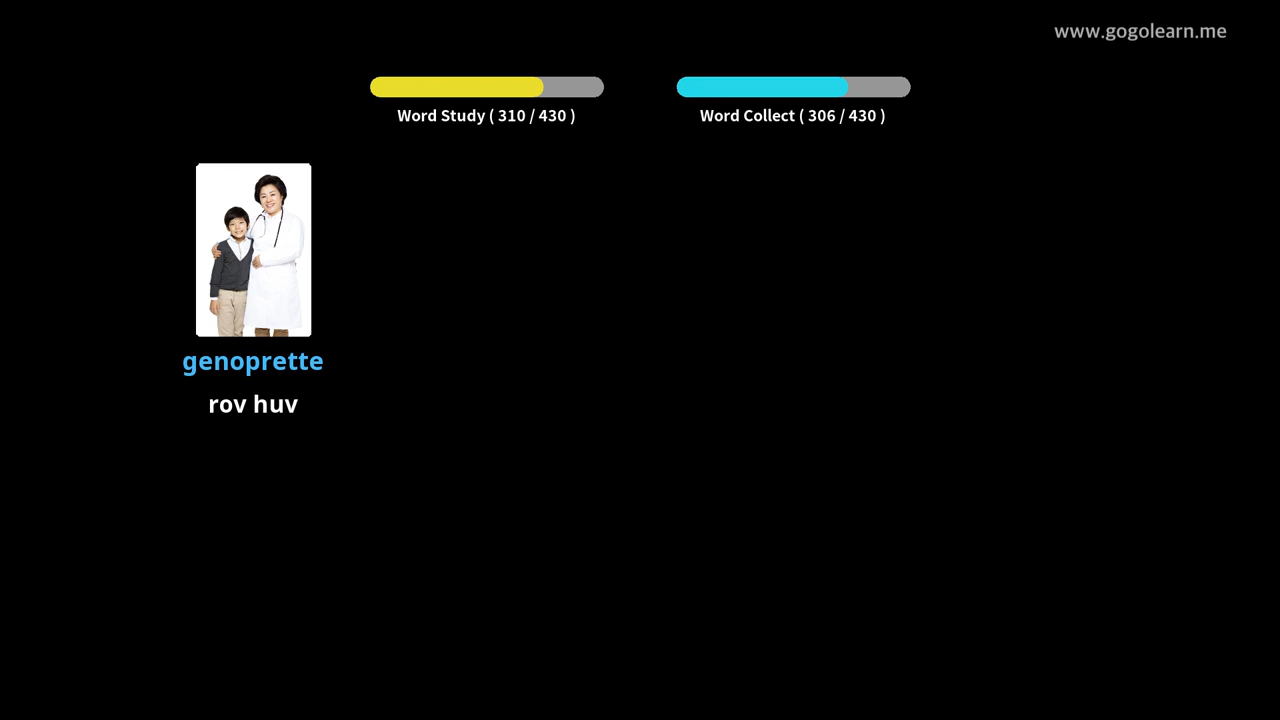 www.gogolearn.me
Word Study ( 310 / 430 )
Word Collect ( 306 / 430 )
genoprette
rov huv